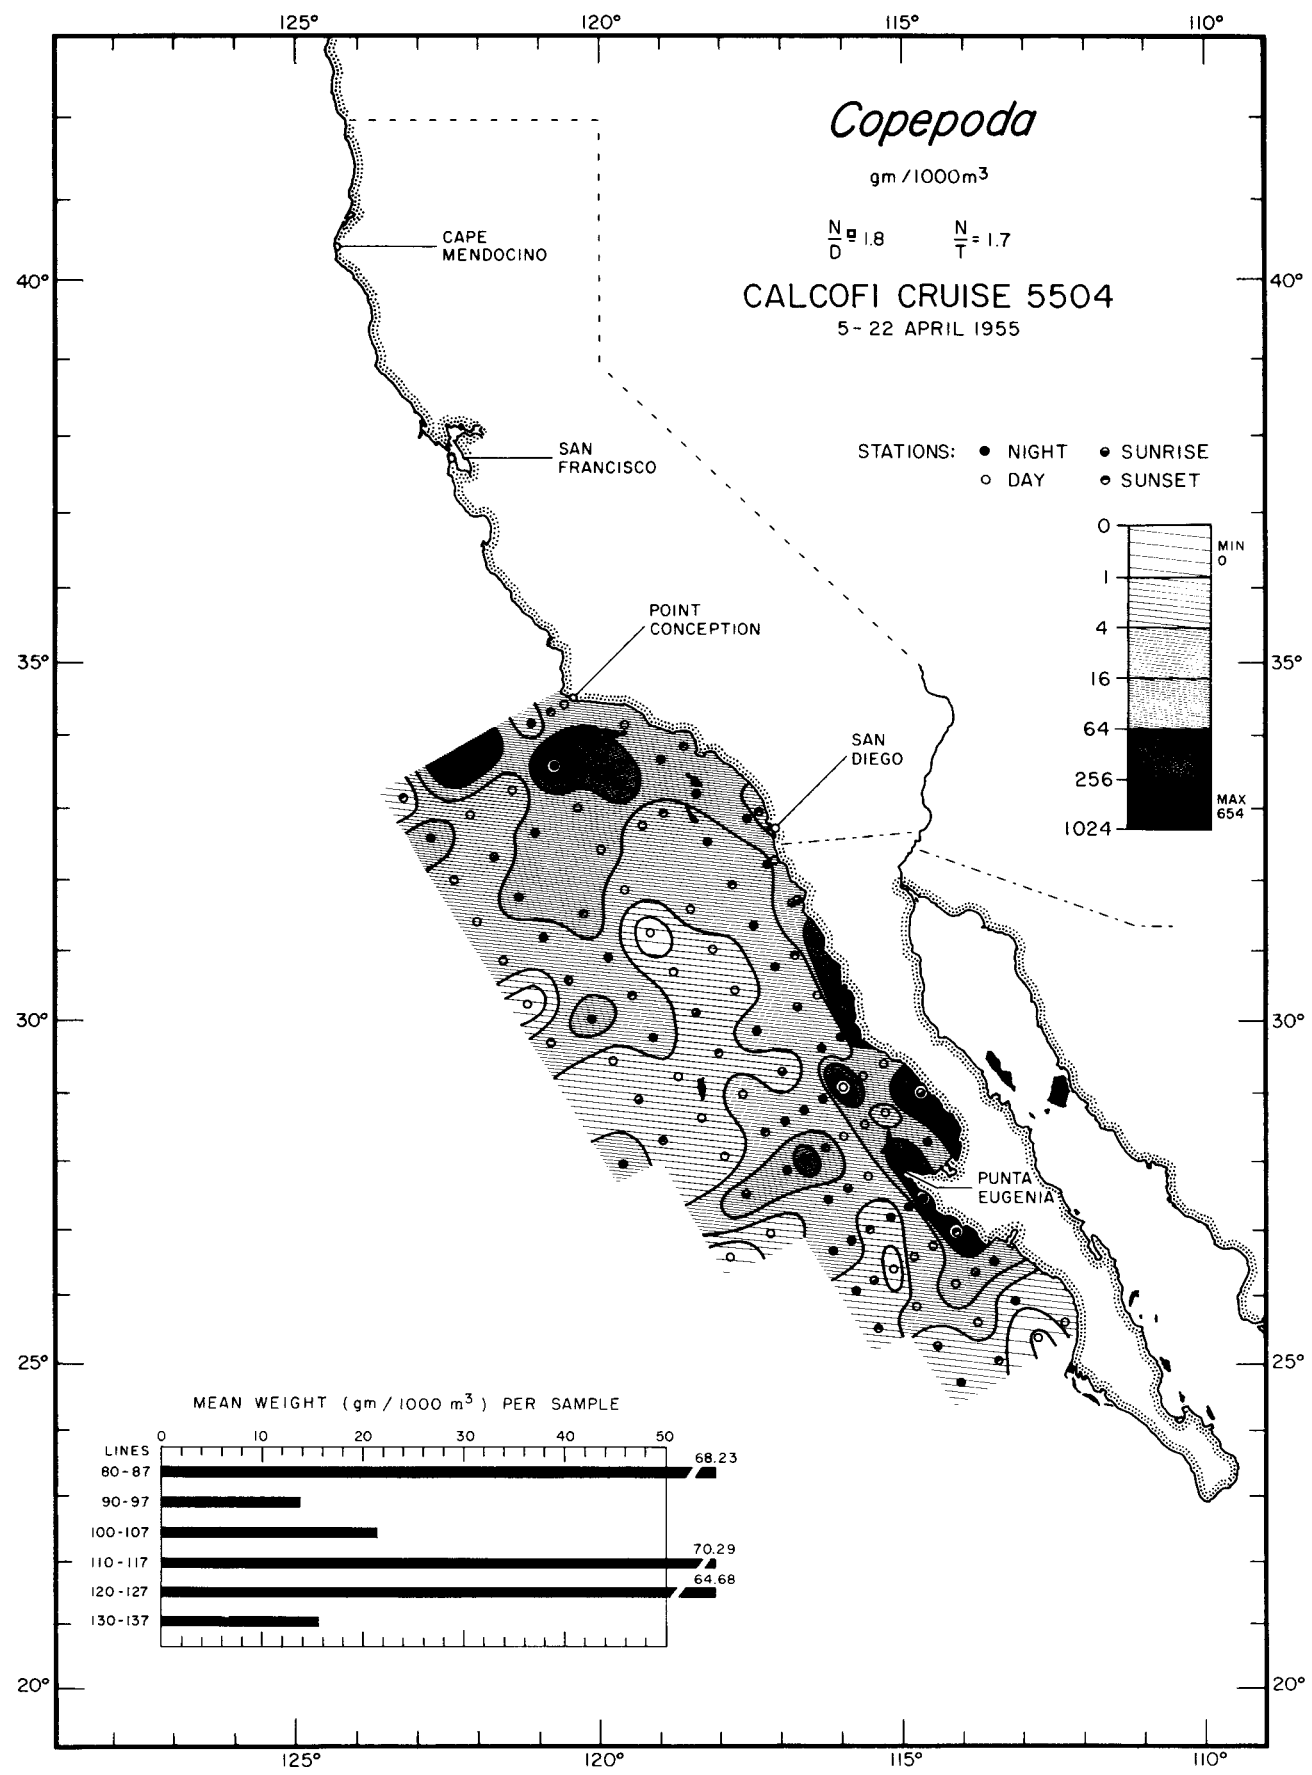 125° 120° 115° 110°
Copepoda
gm/1000m³
N/D = 1.8 N/T = 1.7
CALCOFI CRUISE 5504
5-22 APRIL 1955
CAPE
MENDOCINO
40° 40°
SAN
FRANCISCO
STATIONS: NIGHT SUNRISE
DAY SUNSET
0
MIN
0
1
4
16
64
256
MAX
654
1024
POINT
CONCEPTION
35° 35°
SAN
DIEGO
30° 30°
PUNTA
EUGENIA
25° 25°
MEAN WEIGHT (gm/1000 m³) PER SAMPLE
LINES 0 10 20 30 40 50
80-87 68.23
90-97
100-107
110-117 70.29
120-127 64.68
130-137
20° 20°
125° 120° 115° 110°